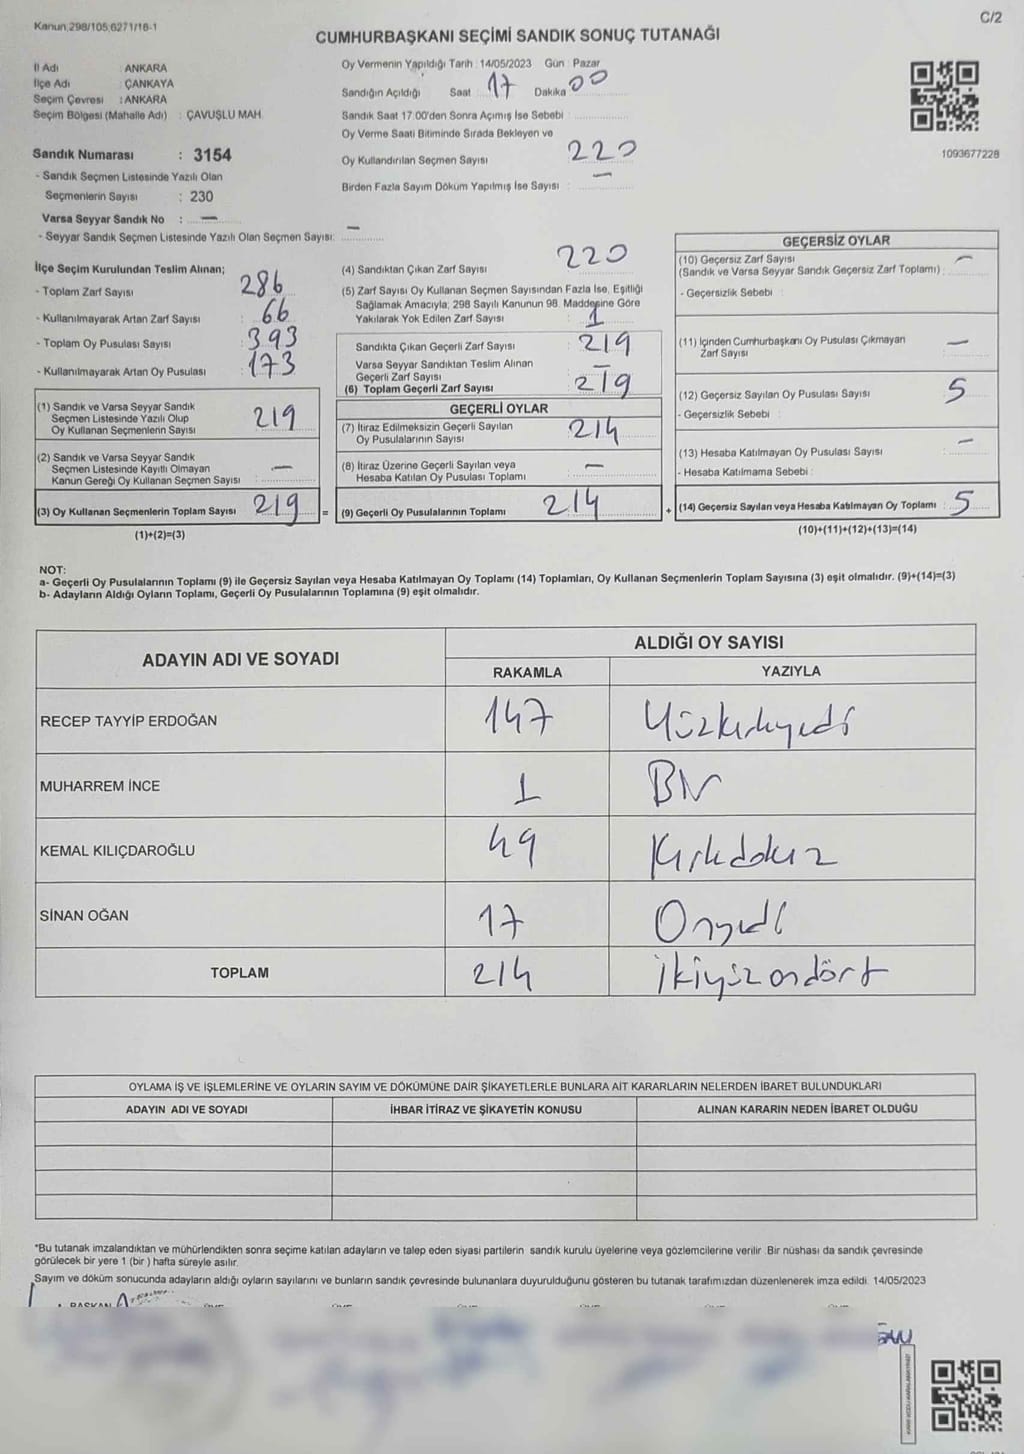 Kanun:298/105;6271/18-1
C/2
CUMHURBAŞKANI SEÇİMİ SANDIK SONUÇ TUTANAĞI
İl Adı : ANKARA
İlçe Adı : ÇANKAYA
Seçim Çevresi : ANKARA
Seçim Bölgesi (Mahalle Adı) : ÇAVUŞLU MAH.
Sandık Numarası : 3154
- Sandık Seçmen Listesinde Yazılı Olan
Seçmenlerin Sayısı : 230
Varsa Seyyar Sandık No : —
- Seyyar Sandık Seçmen Listesinde Yazılı Olan Seçmen Sayısı: —
Oy Vermenin Yapıldığı Tarih : 14/05/2023 Gün : Pazar
Sandığın Açıldığı Saat : 17 Dakika 00
Sandık Saat 17:00'den Sonra Açımış İse Sebebi :
Oy Verme Saati Bitiminde Sırada Bekleyen ve
Oy Kullandırılan Seçmen Sayısı : 220
Birden Fazla Sayım Döküm Yapılmış İse Sayısı : —
1093677228
İlçe Seçim Kurulundan Teslim Alınan;
- Toplam Zarf Sayısı : 286
- Kullanılmayarak Artan Zarf Sayısı : 66
- Toplam Oy Pusulası Sayısı : 393
- Kullanılmayarak Artan Oy Pusulası : 173
(1) Sandık ve Varsa Seyyar Sandık
Seçmen Listesinde Yazılı Olup
Oy Kullanan Seçmenlerin Sayısı : 219
(2) Sandık ve Varsa Seyyar Sandık
Seçmen Listesinde Kayıtlı Olmayan
Kanun Gereği Oy Kullanan Seçmen Sayısı : —
(3) Oy Kullanan Seçmenlerin Toplam Sayısı : 219
(1)+(2)=(3)
(4) Sandıktan Çıkan Zarf Sayısı : 220
(5) Zarf Sayısı Oy Kullanan Seçmen Sayısından Fazla İse, Eşitliği
Sağlamak Amacıyla; 298 Sayılı Kanunun 98. Maddesine Göre
Yakılarak Yok Edilen Zarf Sayısı : 1
Sandıkta Çıkan Geçerli Zarf Sayısı : 219
Varsa Seyyar Sandıktan Teslim Alınan
Geçerli Zarf Sayısı : —
(6) Toplam Geçerli Zarf Sayısı : 219
GEÇERLİ OYLAR
(7) İtiraz Edilmeksizin Geçerli Sayılan
Oy Pusulalarının Sayısı : 214
(8) İtiraz Üzerine Geçerli Sayılan veya
Hesaba Katılan Oy Pusulası Toplamı : —
= (9) Geçerli Oy Pusulalarının Toplamı : 214
GEÇERSİZ OYLAR
(10) Geçersiz Zarf Sayısı
(Sandık ve Varsa Seyyar Sandık Geçersiz Zarf Toplamı) : —
- Geçersizlik Sebebi :
(11) İçinden Cumhurbaşkanı Oy Pusulası Çıkmayan
Zarf Sayısı : —
(12) Geçersiz Sayılan Oy Pusulası Sayısı : 5
- Geçersizlik Sebebi :
(13) Hesaba Katılmayan Oy Pusulası Sayısı : —
- Hesaba Katılmama Sebebi :
+ (14) Geçersiz Sayılan veya Hesaba Katılmayan Oy Toplamı : 5
(10)+(11)+(12)+(13)=(14)
NOT:
a- Geçerli Oy Pusulalarının Toplamı (9) ile Geçersiz Sayılan veya Hesaba Katılmayan Oy Toplamı (14) Toplamları, Oy Kullanan Seçmenlerin Toplam Sayısına (3) eşit olmalıdır. (9)+(14)=(3)
b- Adayların Aldığı Oyların Toplamı, Geçerli Oy Pusulalarının Toplamına (9) eşit olmalıdır.
ADAYIN ADI VE SOYADI
ALDIĞI OY SAYISI
RAKAMLA YAZIYLA
RECEP TAYYİP ERDOĞAN 147 Yüzkırkyedi
MUHARREM İNCE 1 Bir
KEMAL KILIÇDAROĞLU 49 Kırkdokuz
SİNAN OĞAN 17 Onyedi
TOPLAM 214 İkiyüzondört
OYLAMA İŞ VE İŞLEMLERİNE VE OYLARIN SAYIM VE DÖKÜMÜNE DAİR ŞİKAYETLERLE BUNLARA AİT KARARLARIN NELERDEN İBARET BULUNDUKLARI
ADAYIN ADI VE SOYADI İHBAR İTİRAZ VE ŞİKAYETİN KONUSU ALINAN KARARIN NEDEN İBARET OLDUĞU
*Bu tutanak imzalandıktan ve mühürlendikten sonra seçime katılan adayların ve talep eden siyasi partilerin sandık kurulu üyelerine veya gözlemcilerine verilir. Bir nüshası da sandık çevresinde
görülecek bir yere 1 (bir) hafta süreyle asılır.
Sayım ve döküm sonucunda adayların aldığı oyların sayılarını ve bunların sandık çevresinde bulunanlara duyurulduğunu gösteren bu tutanak tarafımızdan düzenlenerek imza edildi. 14/05/2023
BAŞKAN